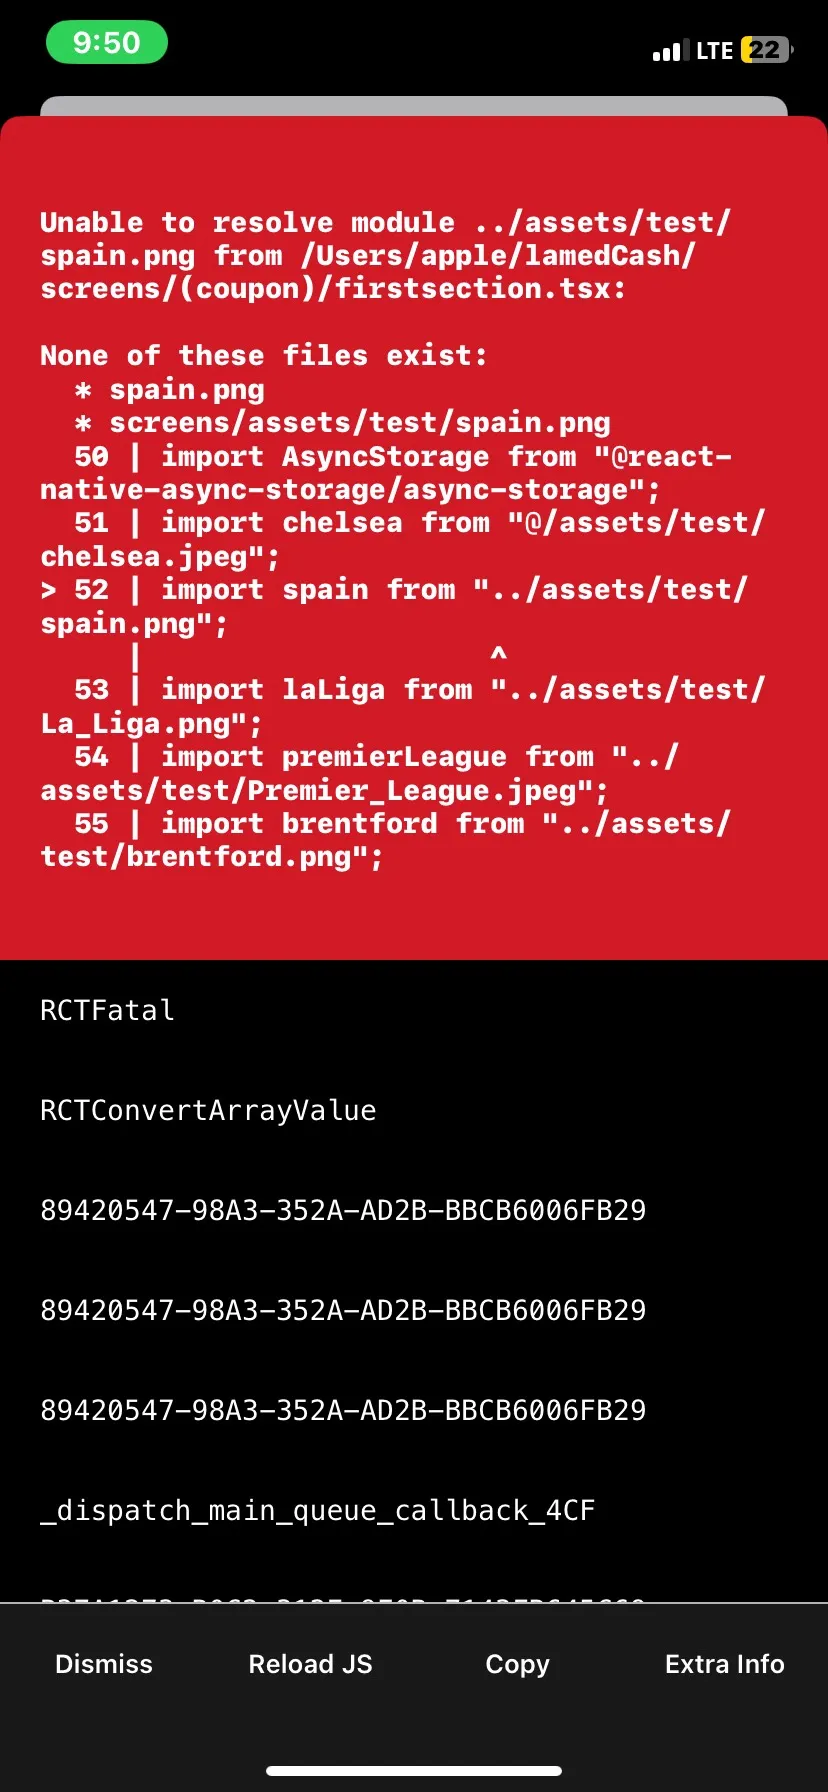 9:50
LTE 22
Unable to resolve module ../assets/test/
spain.png from /Users/apple/lamedCash/
screens/(coupon)/firstsection.tsx:
None of these files exist:
* spain.png
* screens/assets/test/spain.png
50 | import AsyncStorage from "@react-
native-async-storage/async-storage";
51 | import chelsea from "@/assets/test/
chelsea.jpeg";
> 52 | import spain from "../assets/test/
spain.png";
| ^
53 | import laLiga from "../assets/test/
La_Liga.png";
54 | import premierLeague from "../
assets/test/Premier_League.jpeg";
55 | import brentford from "../assets/
test/brentford.png";
RCTFatal
RCTConvertArrayValue
89420547-98A3-352A-AD2B-BBCB6006FB29
89420547-98A3-352A-AD2B-BBCB6006FB29
89420547-98A3-352A-AD2B-BBCB6006FB29
_dispatch_main_queue_callback_4CF
Dismiss Reload JS Copy Extra Info